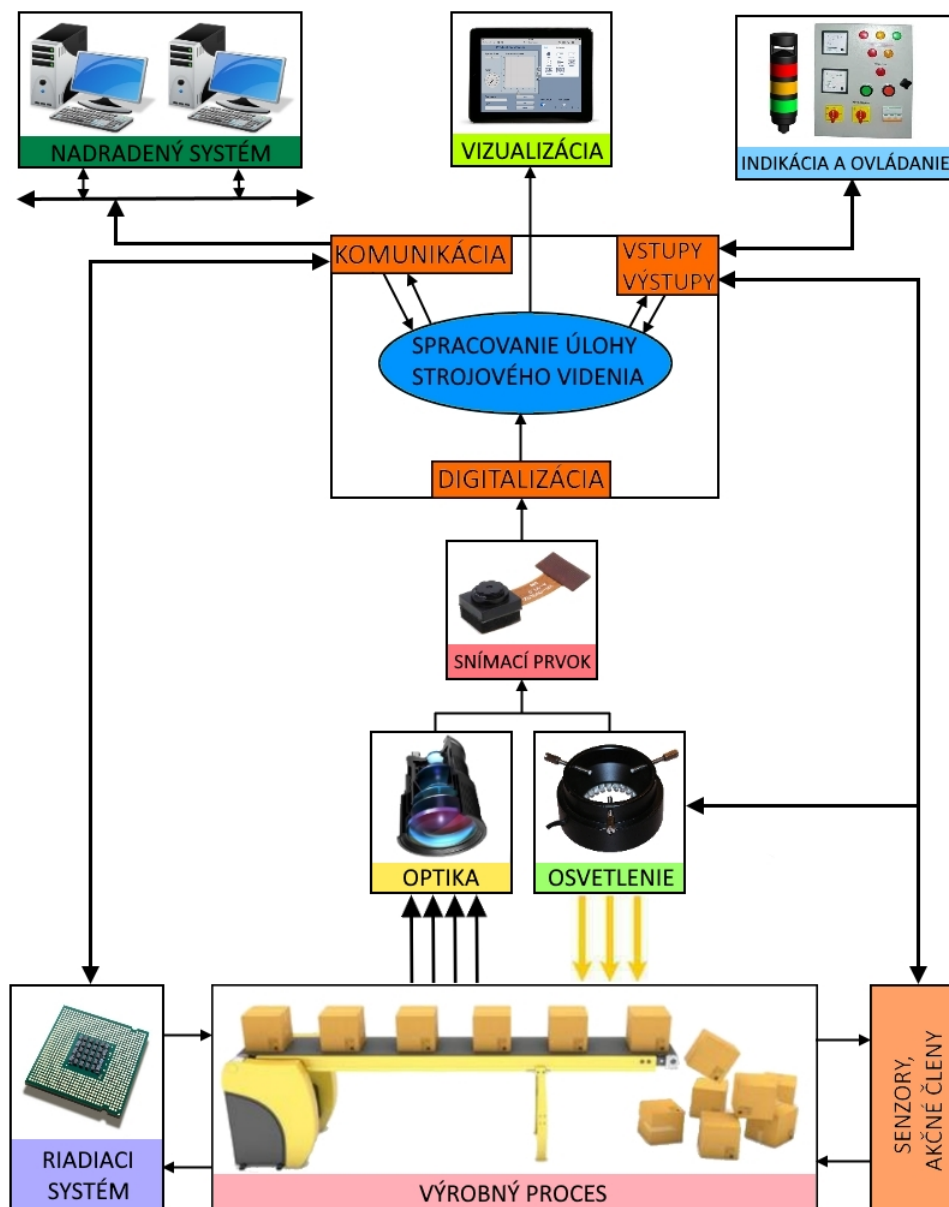 NADRADENÝ SYSTÉM
VIZUALIZÁCIA
INDIKÁCIA A OVLÁDANIE
KOMUNIKÁCIA
VSTUPY
VÝSTUPY
SPRACOVANIE ÚLOHY
STROJOVÉHO VIDENIA
DIGITALIZÁCIA
SNÍMACÍ PRVOK
OPTIKA
OSVETLENIE
RIADIACI
SYSTÉM
VÝROBNÝ PROCES
SENZORY,
AKČNÉ ČLENY